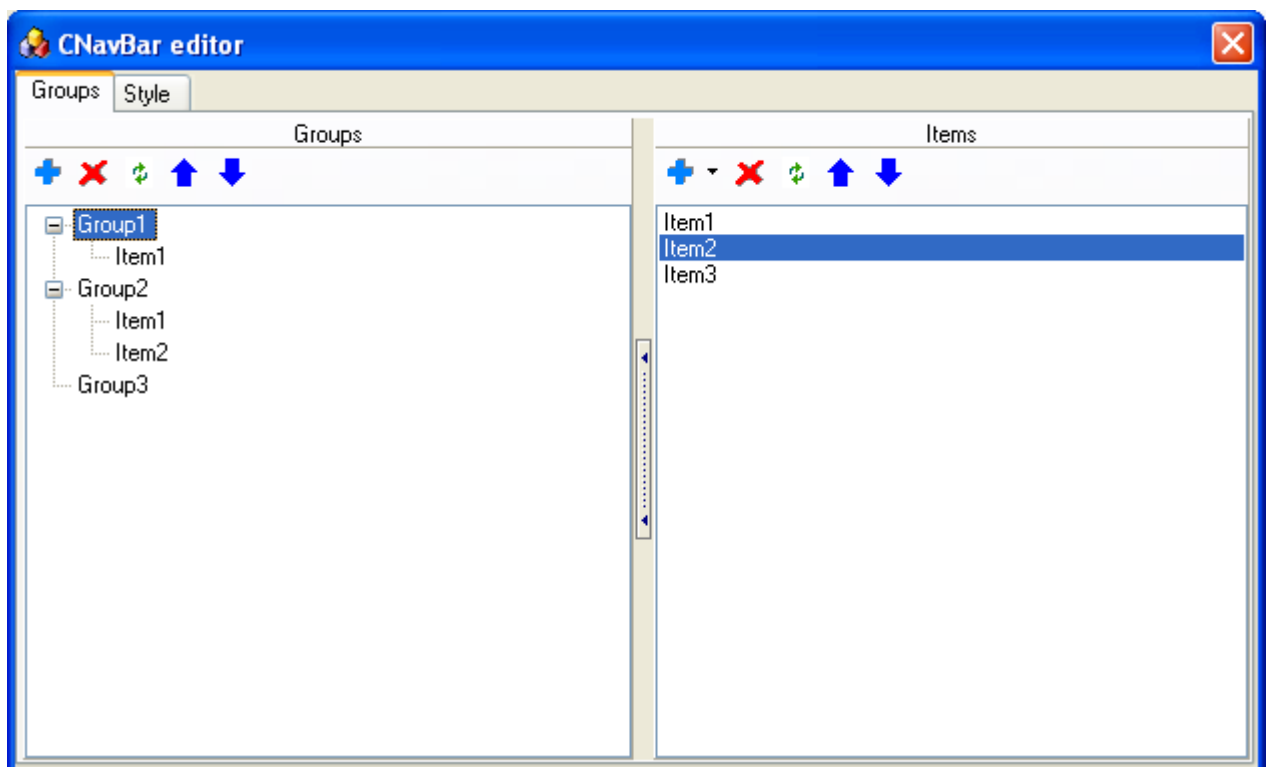 CNavBar editor
Groups Style
Groups
Group1
Item1
Group2
Item1
Item2
Group3
Items
Item1
Item2
Item3